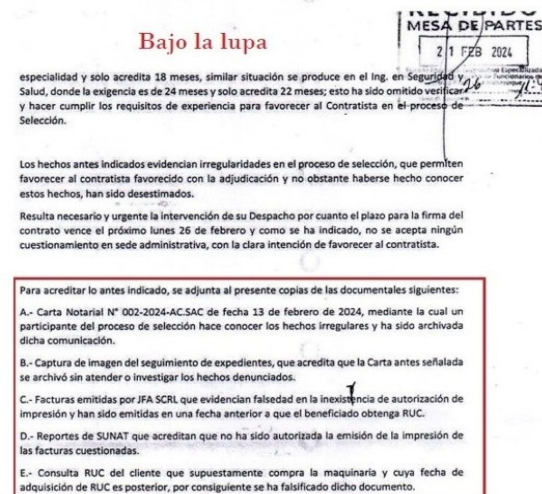 RECIBIDO
MESA DE PARTES
21 FEB 2024
Bajo la lupa
especialidad y solo acredita 18 meses, similar situación se produce en el Ing. en Seguridad y
Salud, donde la exigencia es de 24 meses y solo acredita 22 meses; esto ha sido omitido verificar
y hacer cumplir los requisitos de experiencia para favorecer al Contratista en el proceso de
Selección.
Los hechos antes indicados evidencian irregularidades en el proceso de selección, que permiten
favorecer al contratista favorecido con la adjudicación y no obstante haberse hecho conocer
estos hechos, han sido desestimados.
Resulta necesario y urgente la intervención de su Despacho por cuanto el plazo para la firma del
contrato vence el próximo lunes 26 de febrero y como se ha indicado, no se acepta ningún
cuestionamiento en sede administrativa, con la clara intención de favorecer al contratista.
Para acreditar lo antes indicado, se adjunta al presente copias de las documentales siguientes:
A.- Carta Notarial N° 002-2024-AC.SAC de fecha 13 de febrero de 2024, mediante la cual un
participante del proceso de selección hace conocer los hechos irregulares y ha sido archivada
dicha comunicación.
B.- Captura de imagen del seguimiento de expedientes, que acredita que la Carta antes señalada
se archivó sin atender o investigar los hechos denunciados.
C.- Facturas emitidas por JFA SCRL que evidencian falsedad en la inexistencia de autorización de
impresión y han sido emitidas en una fecha anterior a que el beneficiado obtenga RUC.
D.- Reportes de SUNAT que acreditan que no ha sido autorizada la emisión de la impresión de
las facturas cuestionadas.
E.- Consulta RUC del cliente que supuestamente compra la maquinaria y cuya fecha de
adquisición de RUC es posterior, por consiguiente se ha falsificado dicho documento.